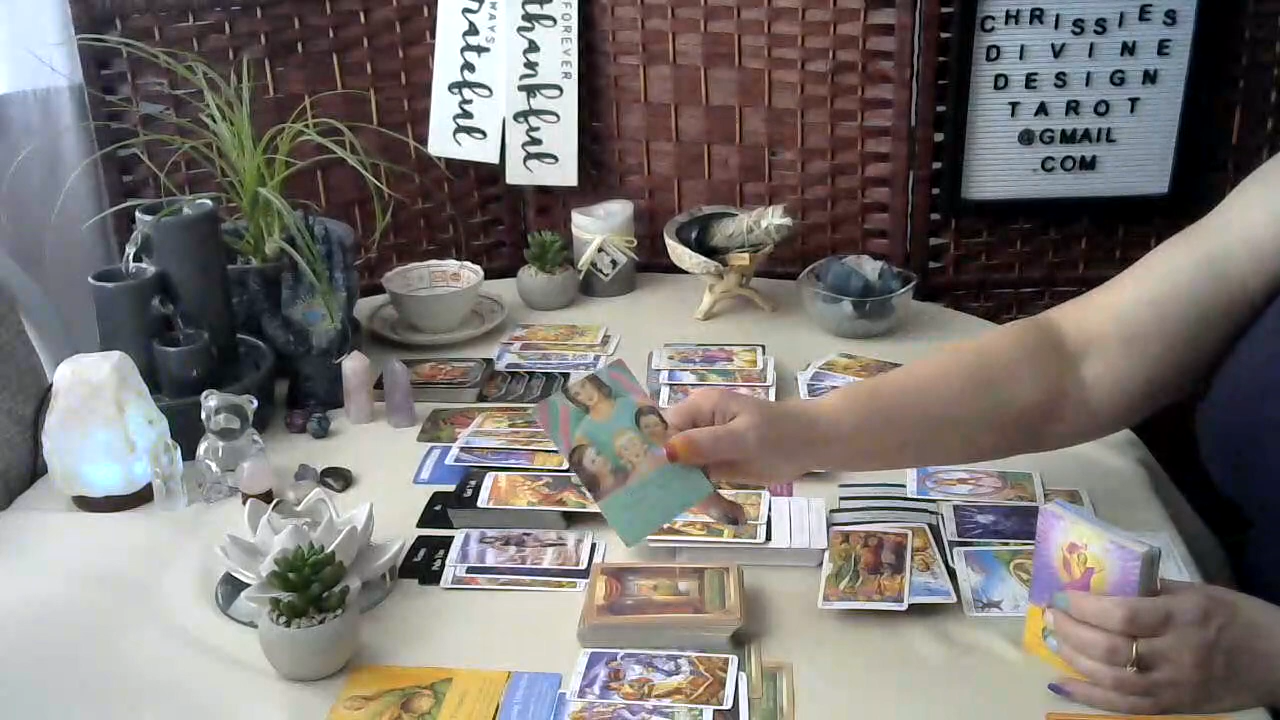 ALWAYS
grateful
FOREVER
thankful
CHRISSIES
DIVINE
DESIGN
TAROT
@GMAIL
.COM